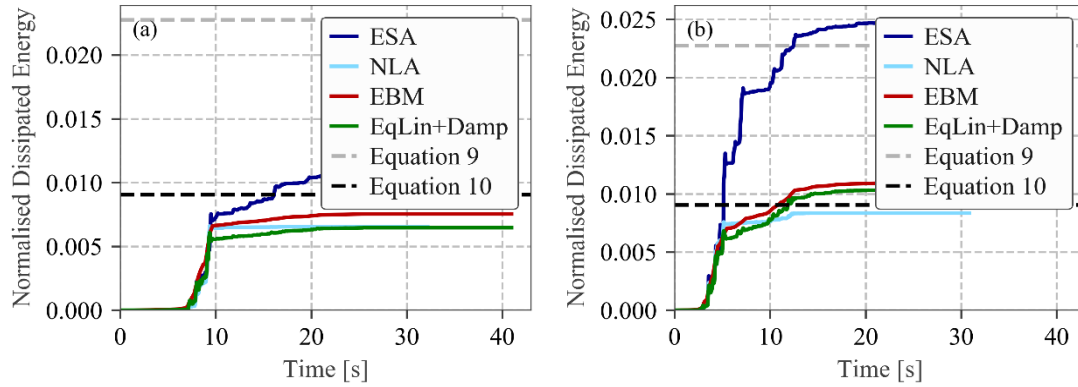 (a)
Normalised Dissipated Energy
0.020
0.015
0.010
0.005
0.000
ESA
NLA
EBM
EqLin+Damp
Equation 9
Equation 10
0 10 20 30 40
Time [s]
(b)
Normalised Dissipated Energy
0.025
0.020
0.015
0.010
0.005
0.000
ESA
NLA
EBM
EqLin+Damp
Equation 9
Equation 10
0 10 20 30 40
Time [s]